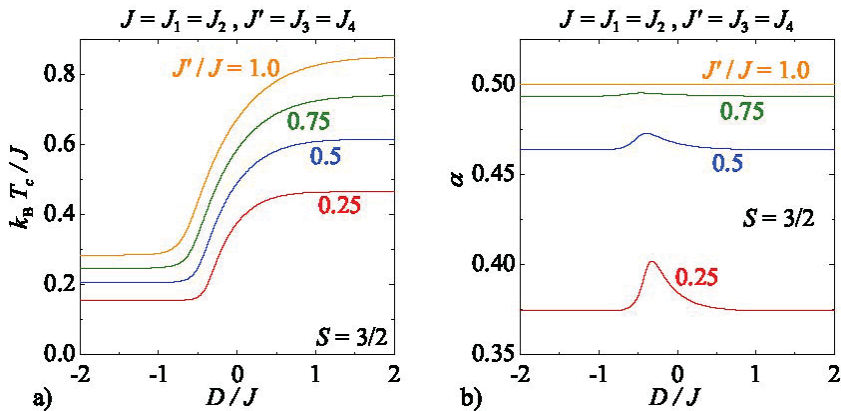 J = J₁ = J₂ , J′ = J₃ = J₄
k_B T_c / J
0.8
0.6
0.4
0.2
0.0
J′ / J = 1.0
0.75
0.5
0.25
S = 3/2
-2 -1 0 1 2
a) D / J
J = J₁ = J₂ , J′ = J₃ = J₄
α
0.50
0.45
0.40
0.35
J′ / J = 1.0
0.75
0.5
S = 3/2
0.25
-2 -1 0 1 2
b) D / J